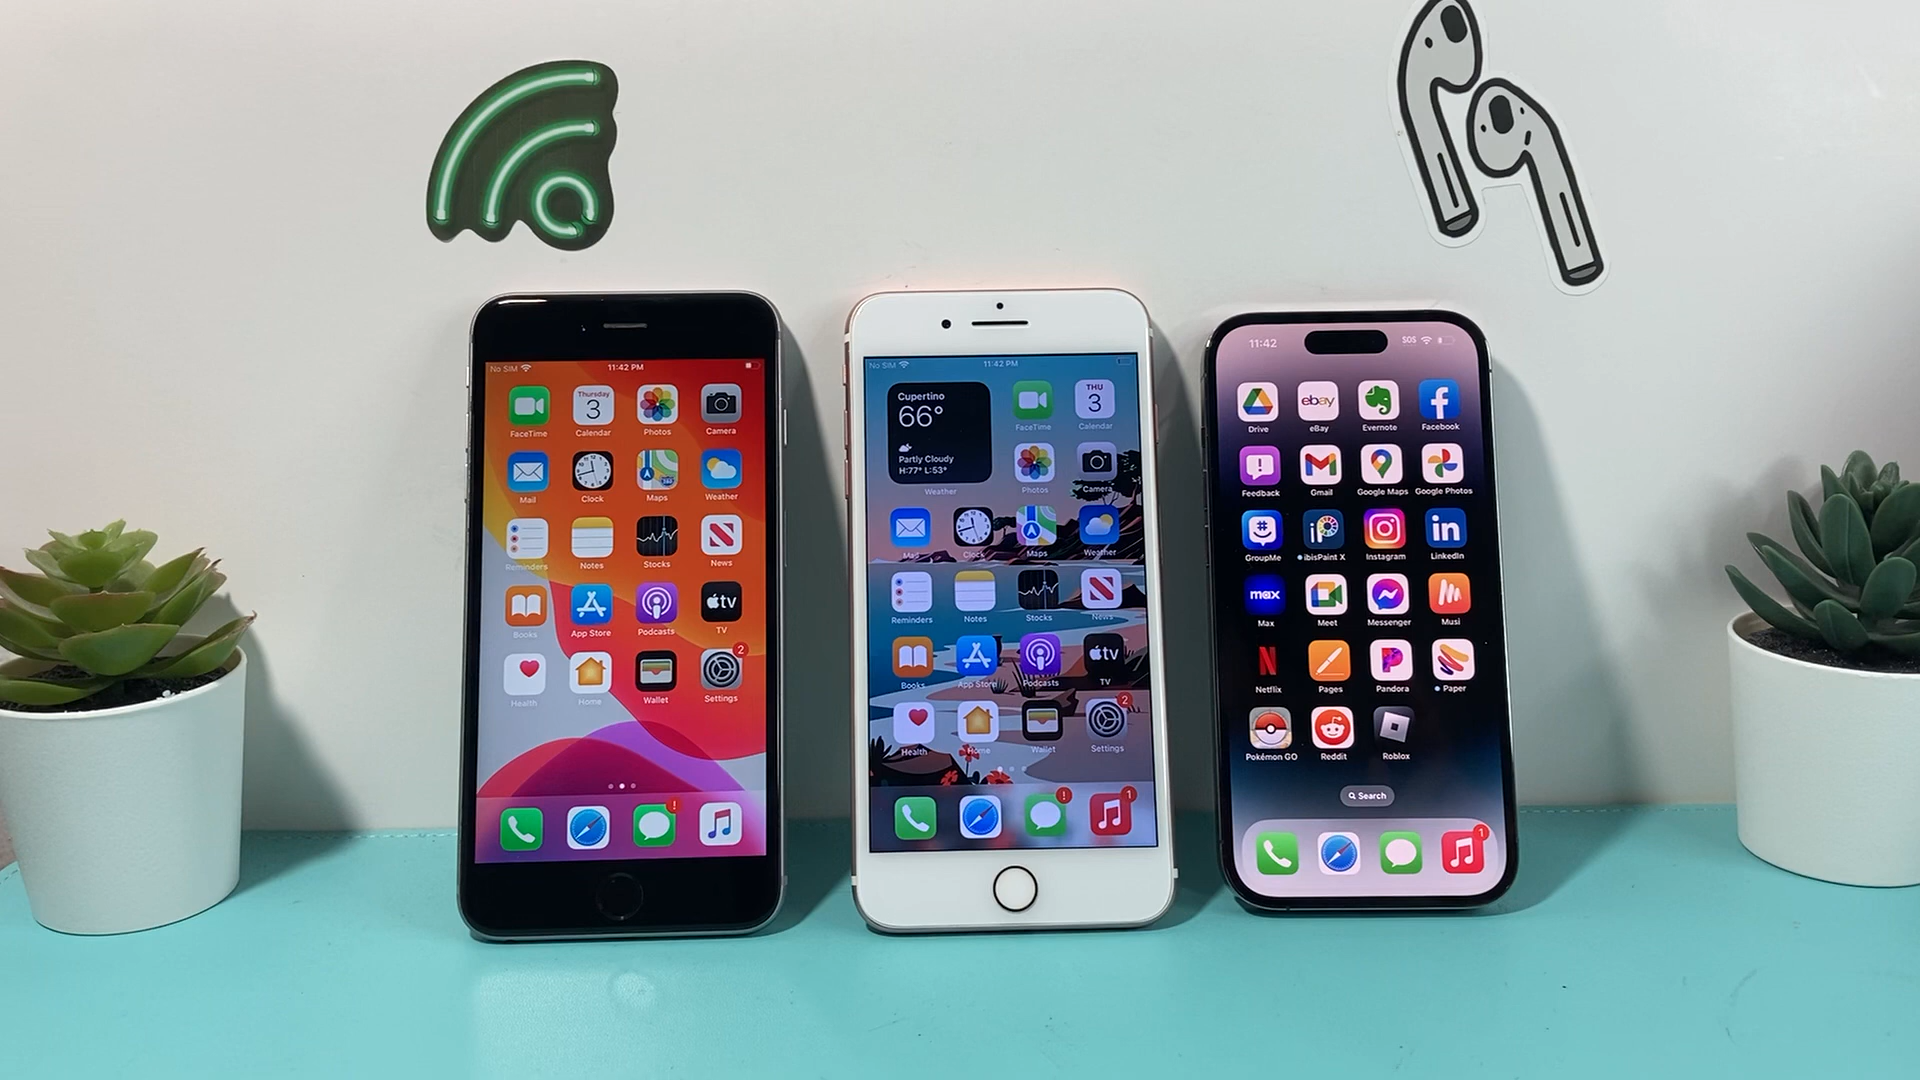 No SIM 11:42 PM
FaceTime Thursday 3 Calendar Photos Camera
Mail Clock Maps Weather
Reminders Notes Stocks News
Books App Store Podcasts tv TV
Health Home Wallet 2 Settings
!
No SIM 11:42 PM
Cupertino
66°
Partly Cloudy
H:77° L:53°
Weather
FaceTime THU 3 Calendar
Photos Camera
Mail Clock Maps Weather
Reminders Notes Stocks News
Books App Store Podcasts tv TV
Health Home Wallet 2 Settings
! 1
11:42 SOS
Drive ebay eBay Evernote Facebook
Feedback Gmail Google Maps Google Photos
GroupMe ibisPaint X Instagram in LinkedIn
max Max Meet Messenger Musi
Netflix Pages Pandora Paper
Pokémon GO Reddit Roblox
Search
1